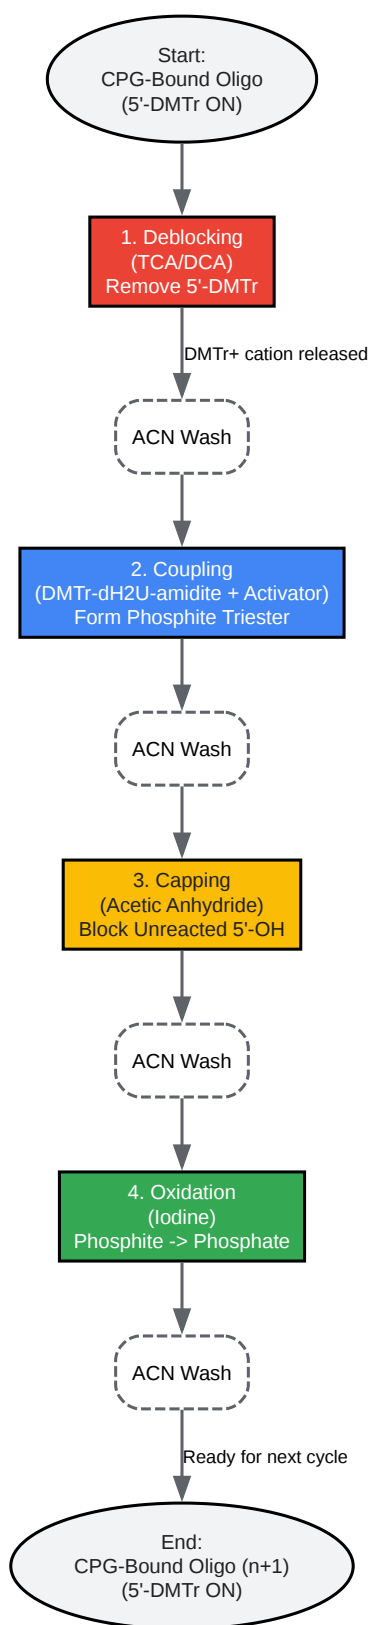 Start:
CPG-Bound Oligo
(5'-DMTr ON)
1. Deblocking
(TCA/DCA)
Remove 5'-DMTr
DMTr+ cation released
ACN Wash
2. Coupling
(DMTr-dH2U-amidite + Activator)
Form Phosphite Triester
ACN Wash
3. Capping
(Acetic Anhydride)
Block Unreacted 5'-OH
ACN Wash
4. Oxidation
(Iodine)
Phosphite -> Phosphate
ACN Wash
Ready for next cycle
End:
CPG-Bound Oligo (n+1)
(5'-DMTr ON)